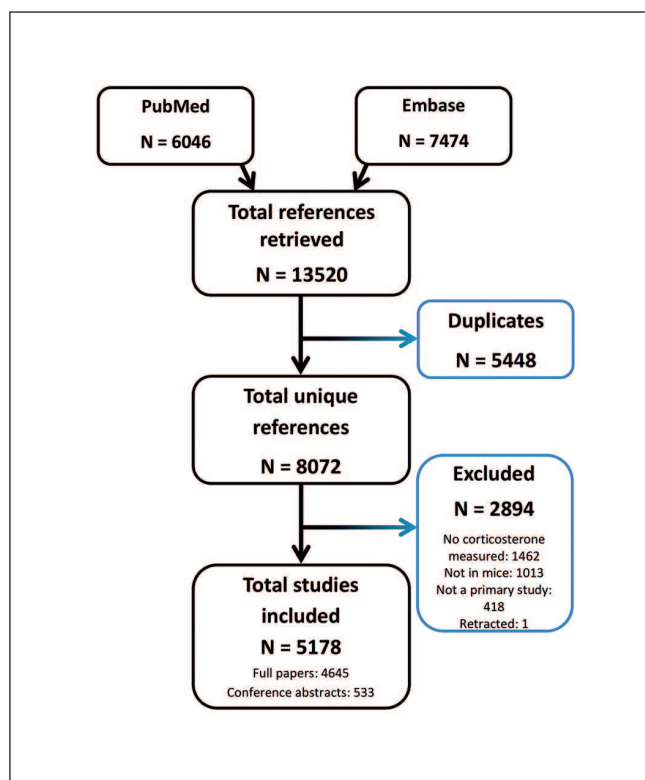 PubMed
N = 6046
Embase
N = 7474
Total references
retrieved
N = 13520
Duplicates
N = 5448
Total unique
references
N = 8072
Excluded
N = 2894
No corticosterone
measured: 1462
Not in mice: 1013
Not a primary study:
418
Retracted: 1
Total studies
included
N = 5178
Full papers: 4645
Conference abstracts: 533